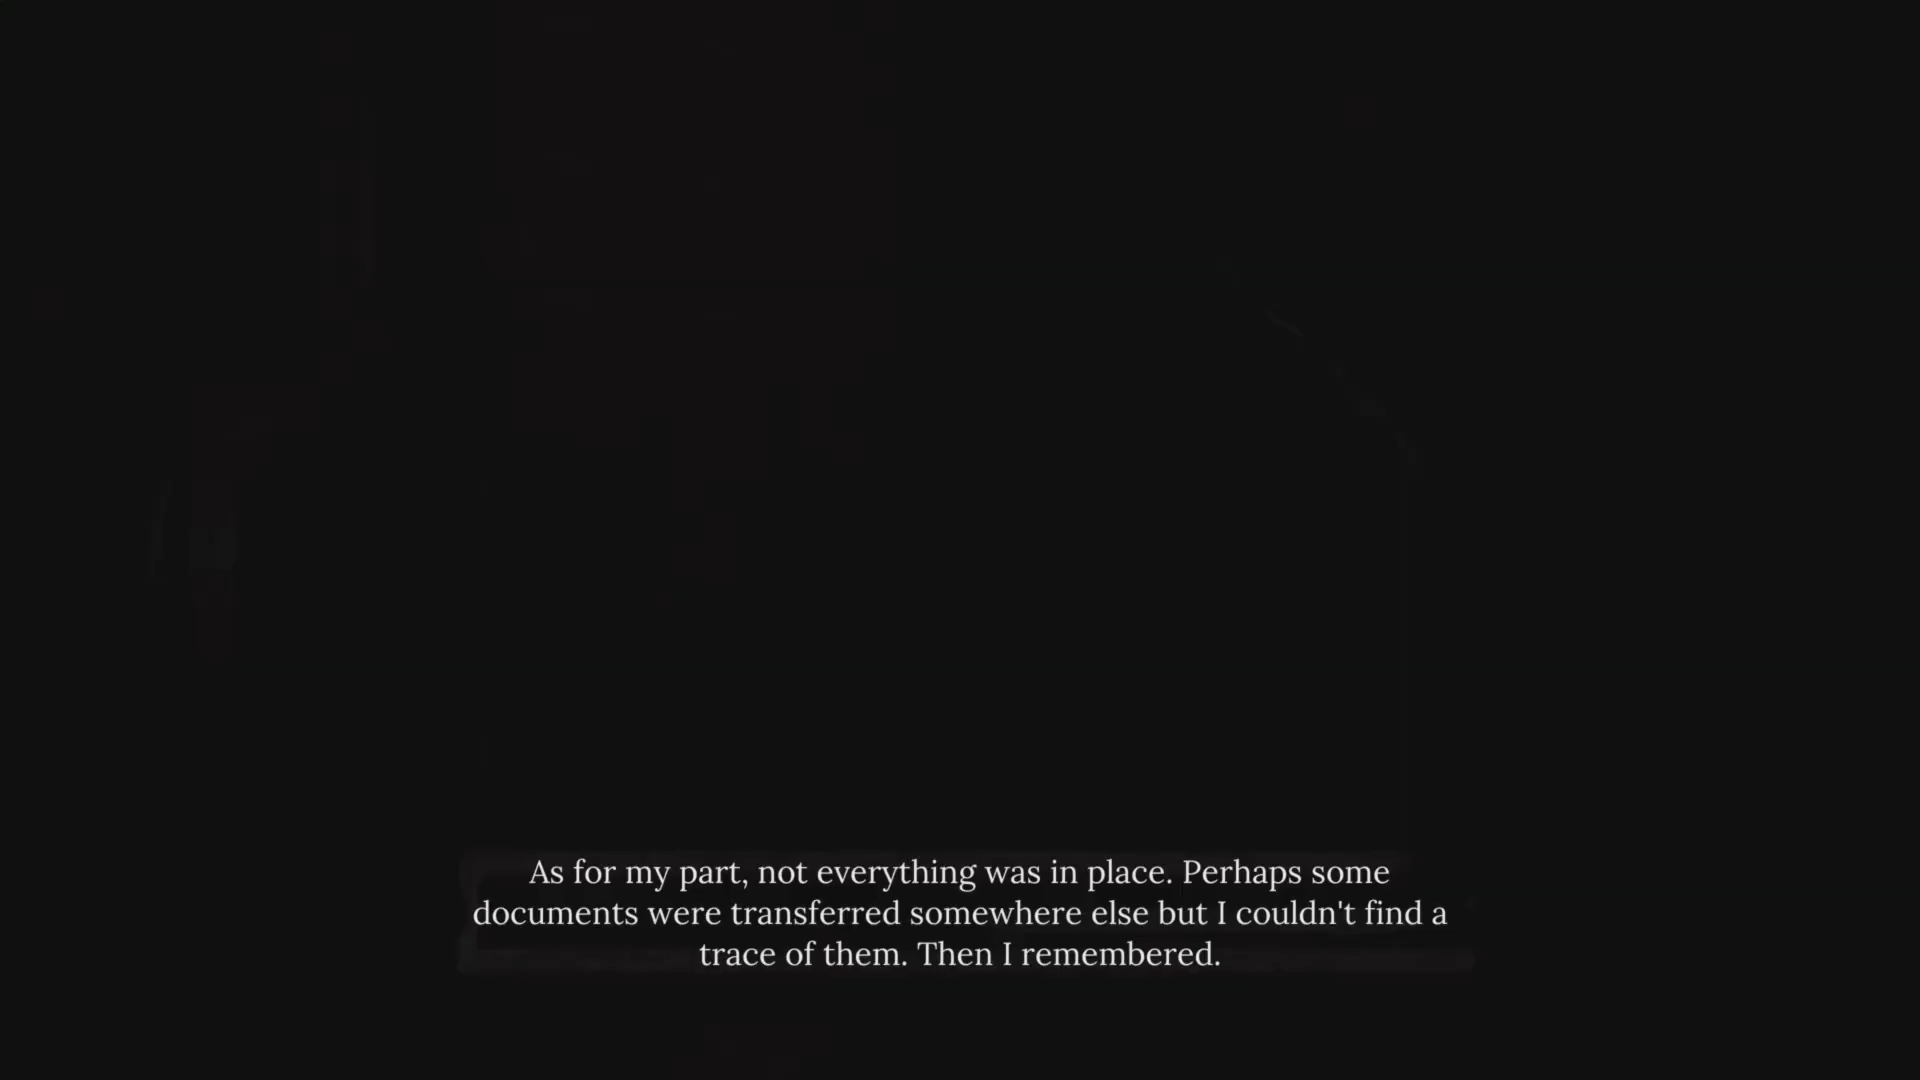 As for my part, not everything was in place. Perhaps some
documents were transferred somewhere else but I couldn't find a
trace of them. Then I remembered.